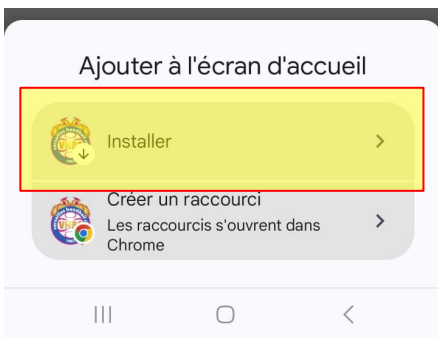 Ajouter à l'écran d'accueil
Installer
Créer un raccourci
Les raccourcis s'ouvrent dans
Chrome